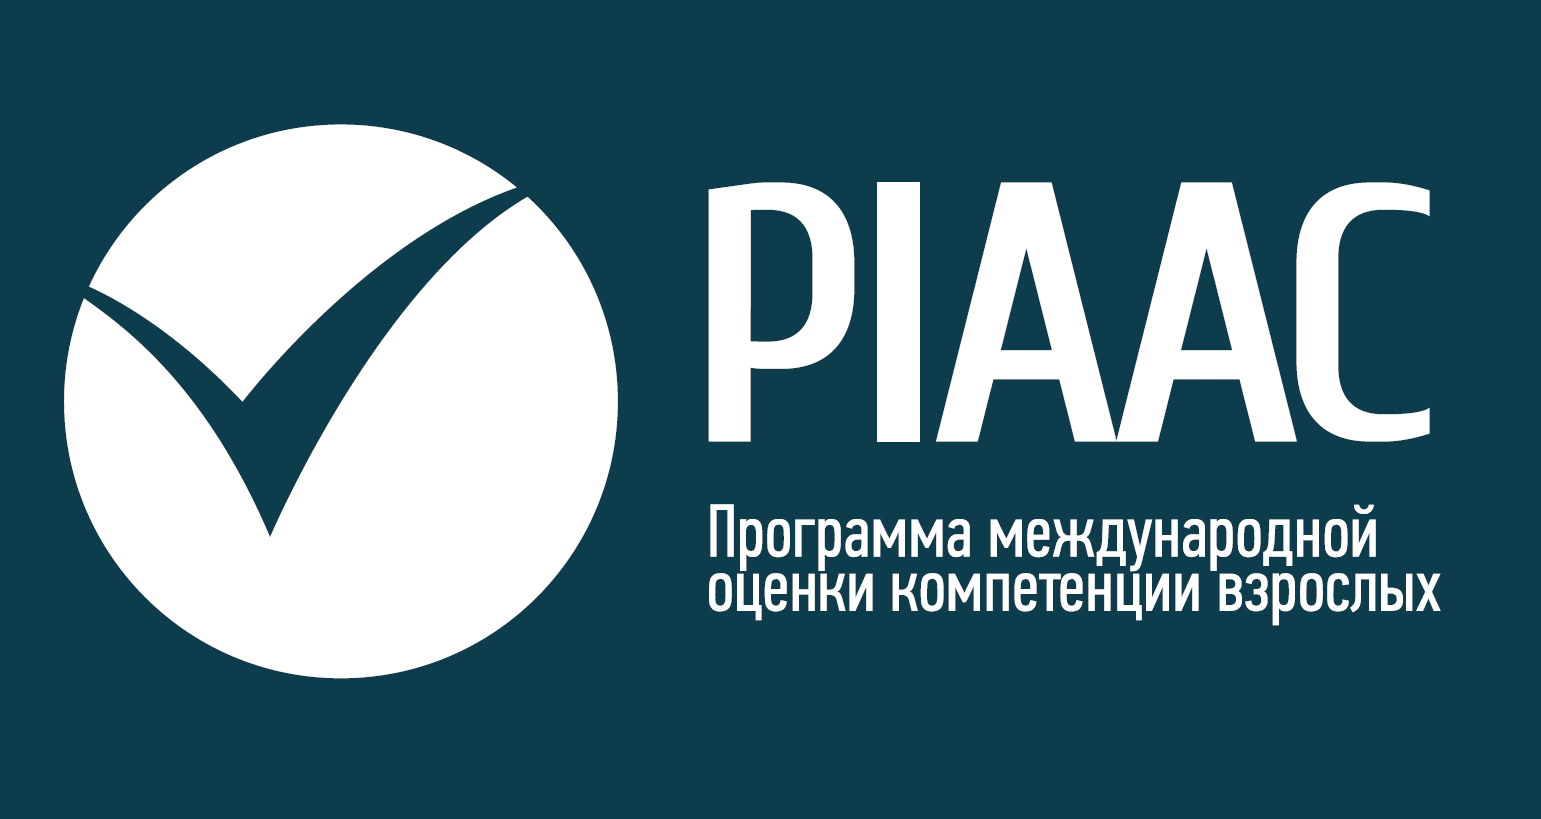 PIAAC
Программа международной
оценки компетенции взрослых